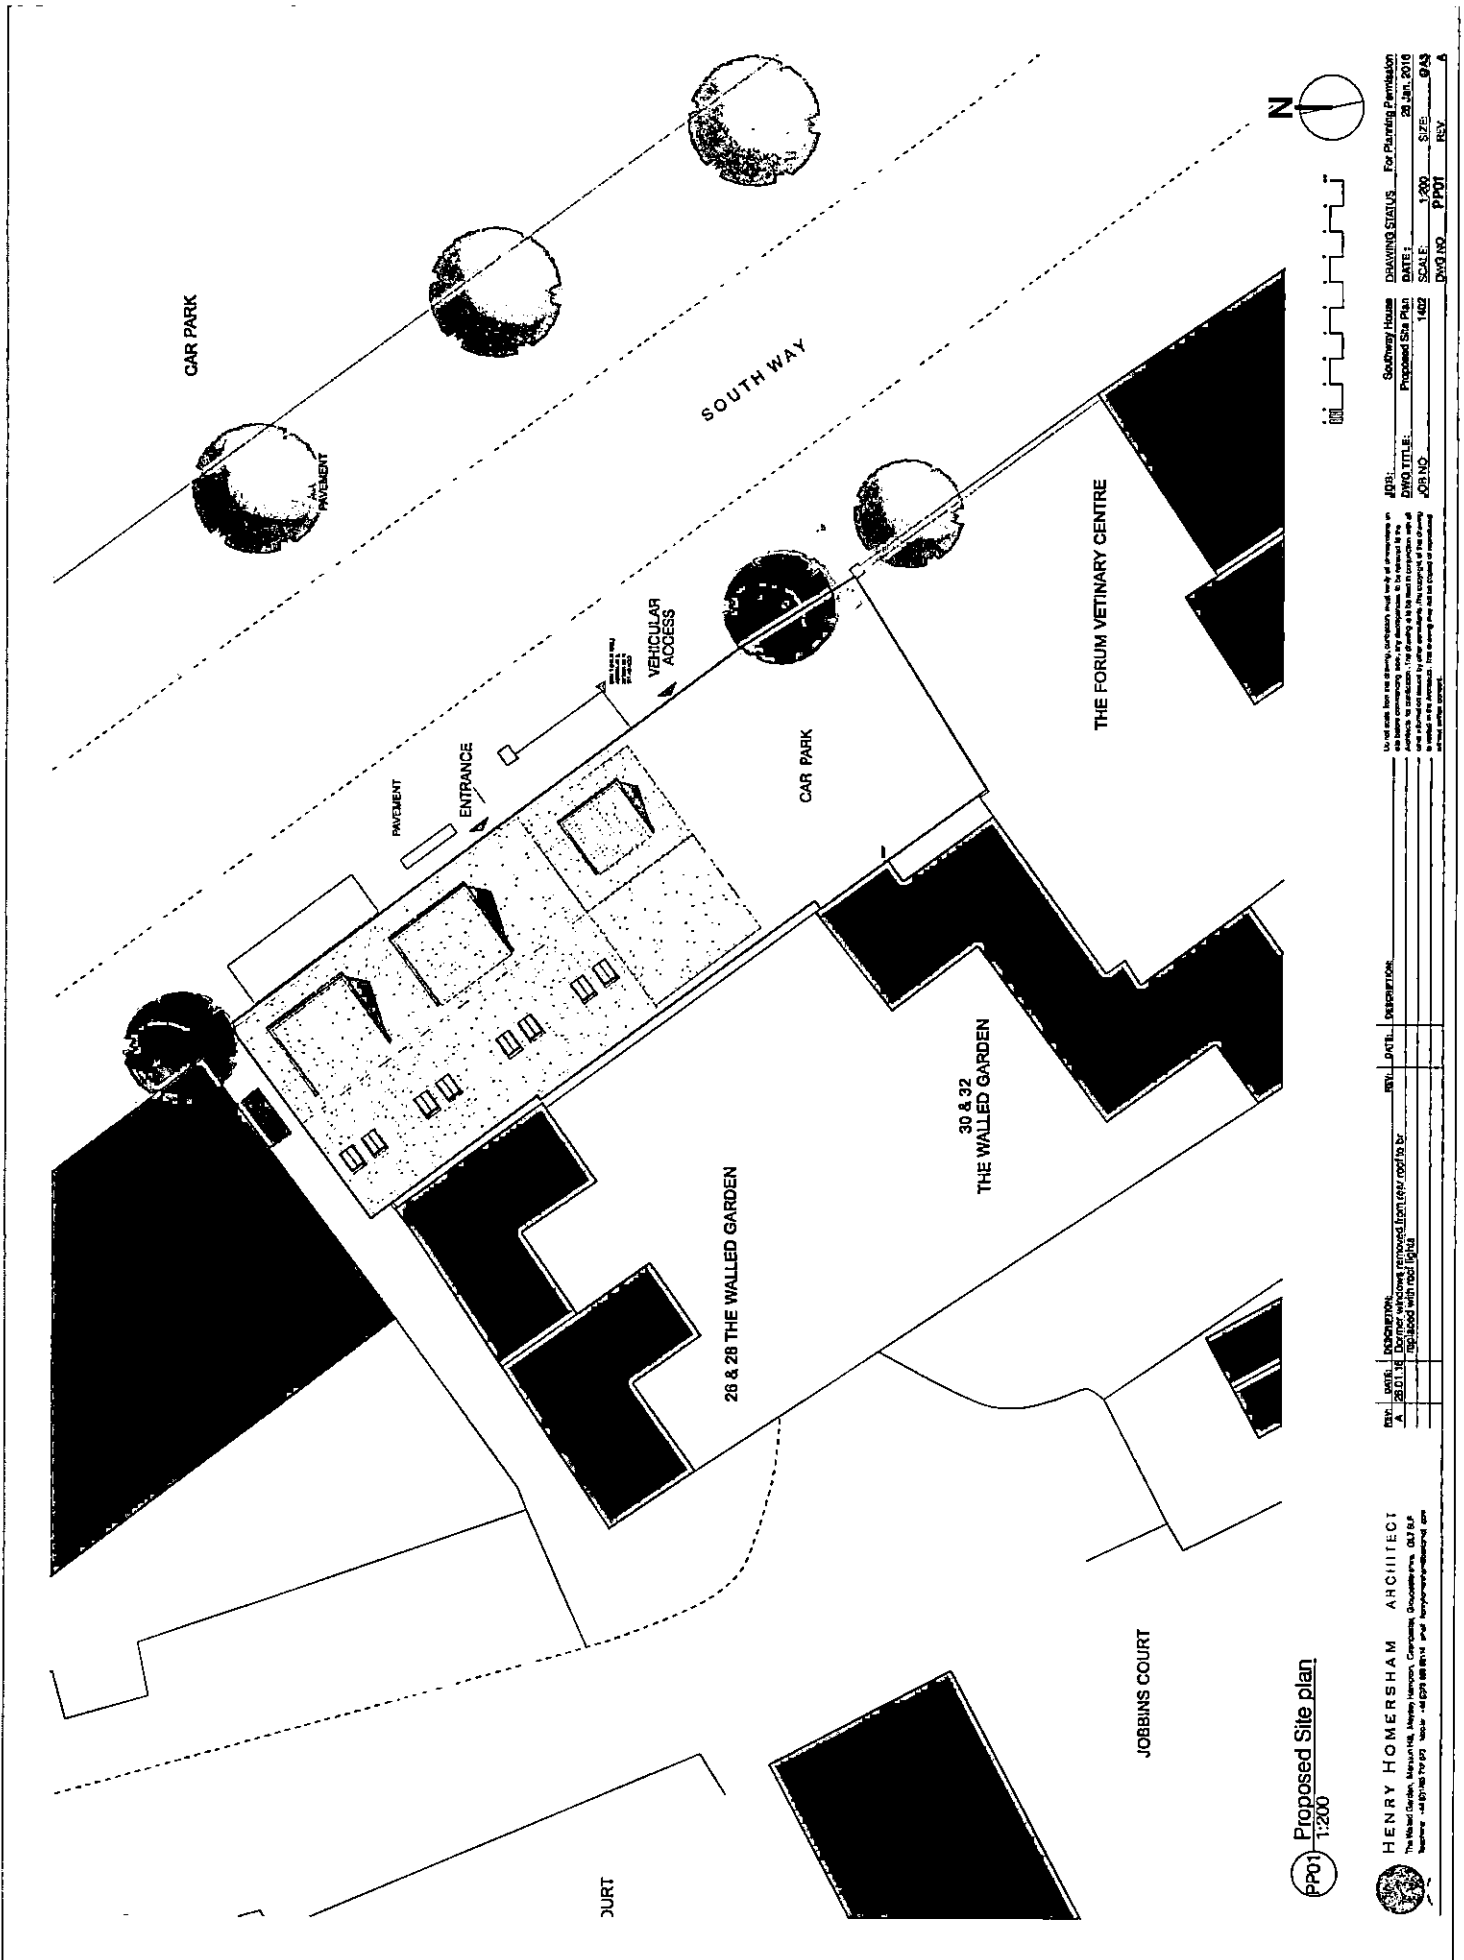 CAR PARK
PAVEMENT
SOUTH WAY
VEHICULAR
ACCESS
ENTRANCE
PAVEMENT
CAR PARK
THE FORUM VETINARY CENTRE
30 & 32
THE WALLED GARDEN
26 & 28 THE WALLED GARDEN
JOBBINS COURT
OURT
N
PP01 Proposed Site plan
1:200
HENRY HOMERSHAM ARCHITECT
REV: DATE: DESCRIPTION:
A 28.01.16 Dormer windows removed from rear roof to be
replaced with roof lights
REV: DATE: DESCRIPTION:
JOB: Southway House
DWG TITLE: Proposed Site Plan
JOB NO: 1402
DRAWING STATUS For Planning Permission
DATE: 28 Jan. 2016
SCALE: 1:200 SIZE: @A3
DWG NO PP01 REV A